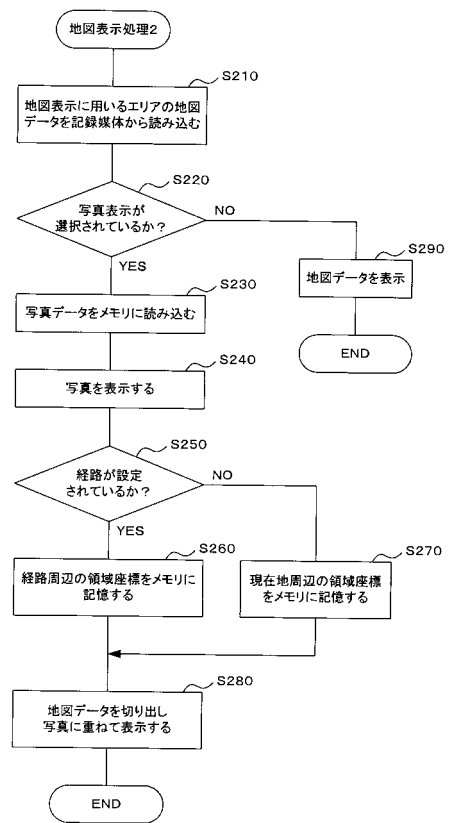 地図表示処理2
S210
地図表示に用いるエリアの地図
データを記録媒体から読み込む
S220
写真表示が
選択されているか？
NO
YES
S290
地図データを表示
END
S230
写真データをメモリに読み込む
S240
写真を表示する
S250
経路が設定
されているか？
NO
YES
S260
経路周辺の領域座標をメモリに
記憶する
S270
現在地周辺の領域座標
をメモリに記憶する
S280
地図データを切り出し
写真に重ねて表示する
END